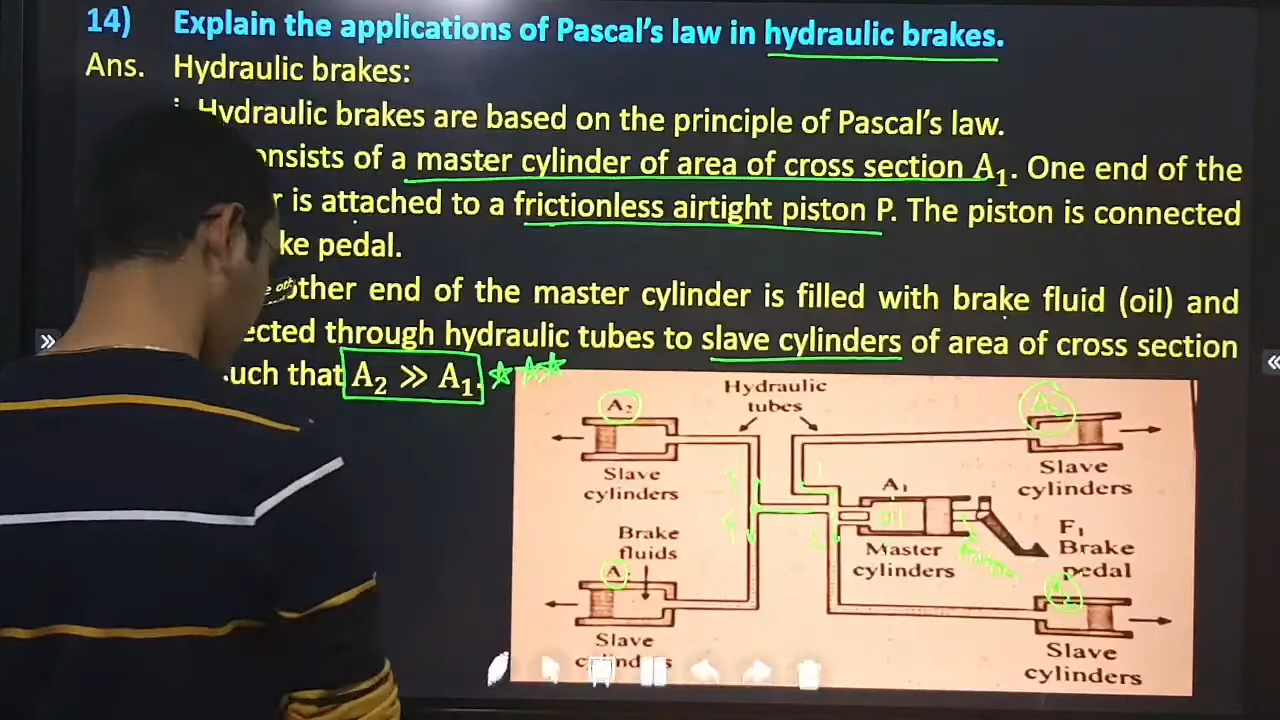 14) Explain the applications of Pascal's law in hydraulic brakes.
Ans. Hydraulic brakes:
Hydraulic brakes are based on the principle of Pascal's law.
onsists of a master cylinder of area of cross section A₁. One end of the
r is attached to a frictionless airtight piston P. The piston is connected
ke pedal.
other end of the master cylinder is filled with brake fluid (oil) and
ected through hydraulic tubes to slave cylinders of area of cross section
uch that A₂ ≫ A₁.
Hydraulic
tubes
A₂
A₂
Slave
cylinders
Slave
cylinders
A₁
oil
F₁
Brake
pedal
Master
cylinders
Brake
fluids
A
A₂
Slave
cylinders
Slave
cylinders